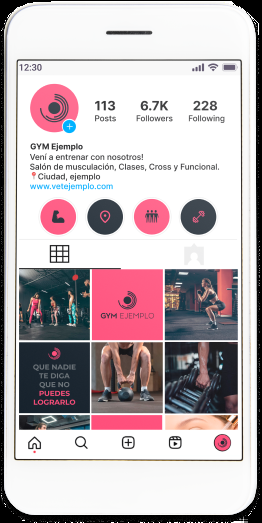 12:30
113
6.7K
228
Posts
Followers
Following
GYM Ejemplo
Vení a entrenar con nosotros!
Salón de musculación, Clases, Cross y Funcional.
Ciudad, ejemplo
www.vetejemplo.com
GYM EJEMPLO
QUE NADIE
TE DIGA
QUE NO
PUEDES
LOGRARLO